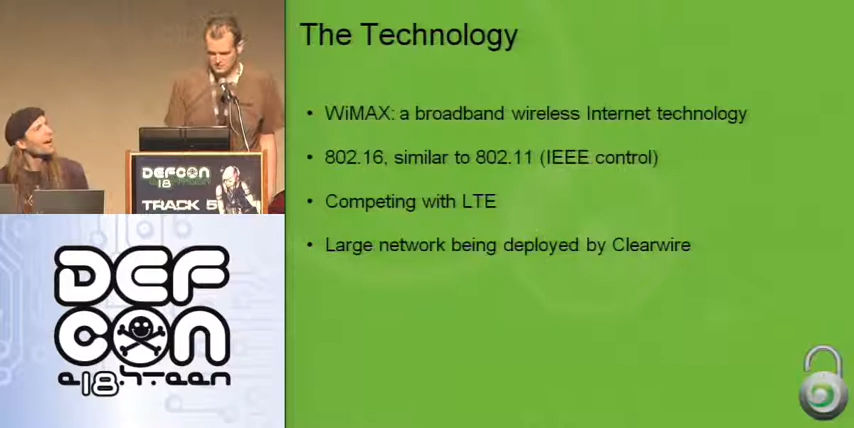 The Technology
• WiMAX: a broadband wireless Internet technology
• 802.16, similar to 802.11 (IEEE control)
• Competing with LTE
• Large network being deployed by Clearwire
DEFCON
18
TRACK 5
DEF
CON
e18hteen